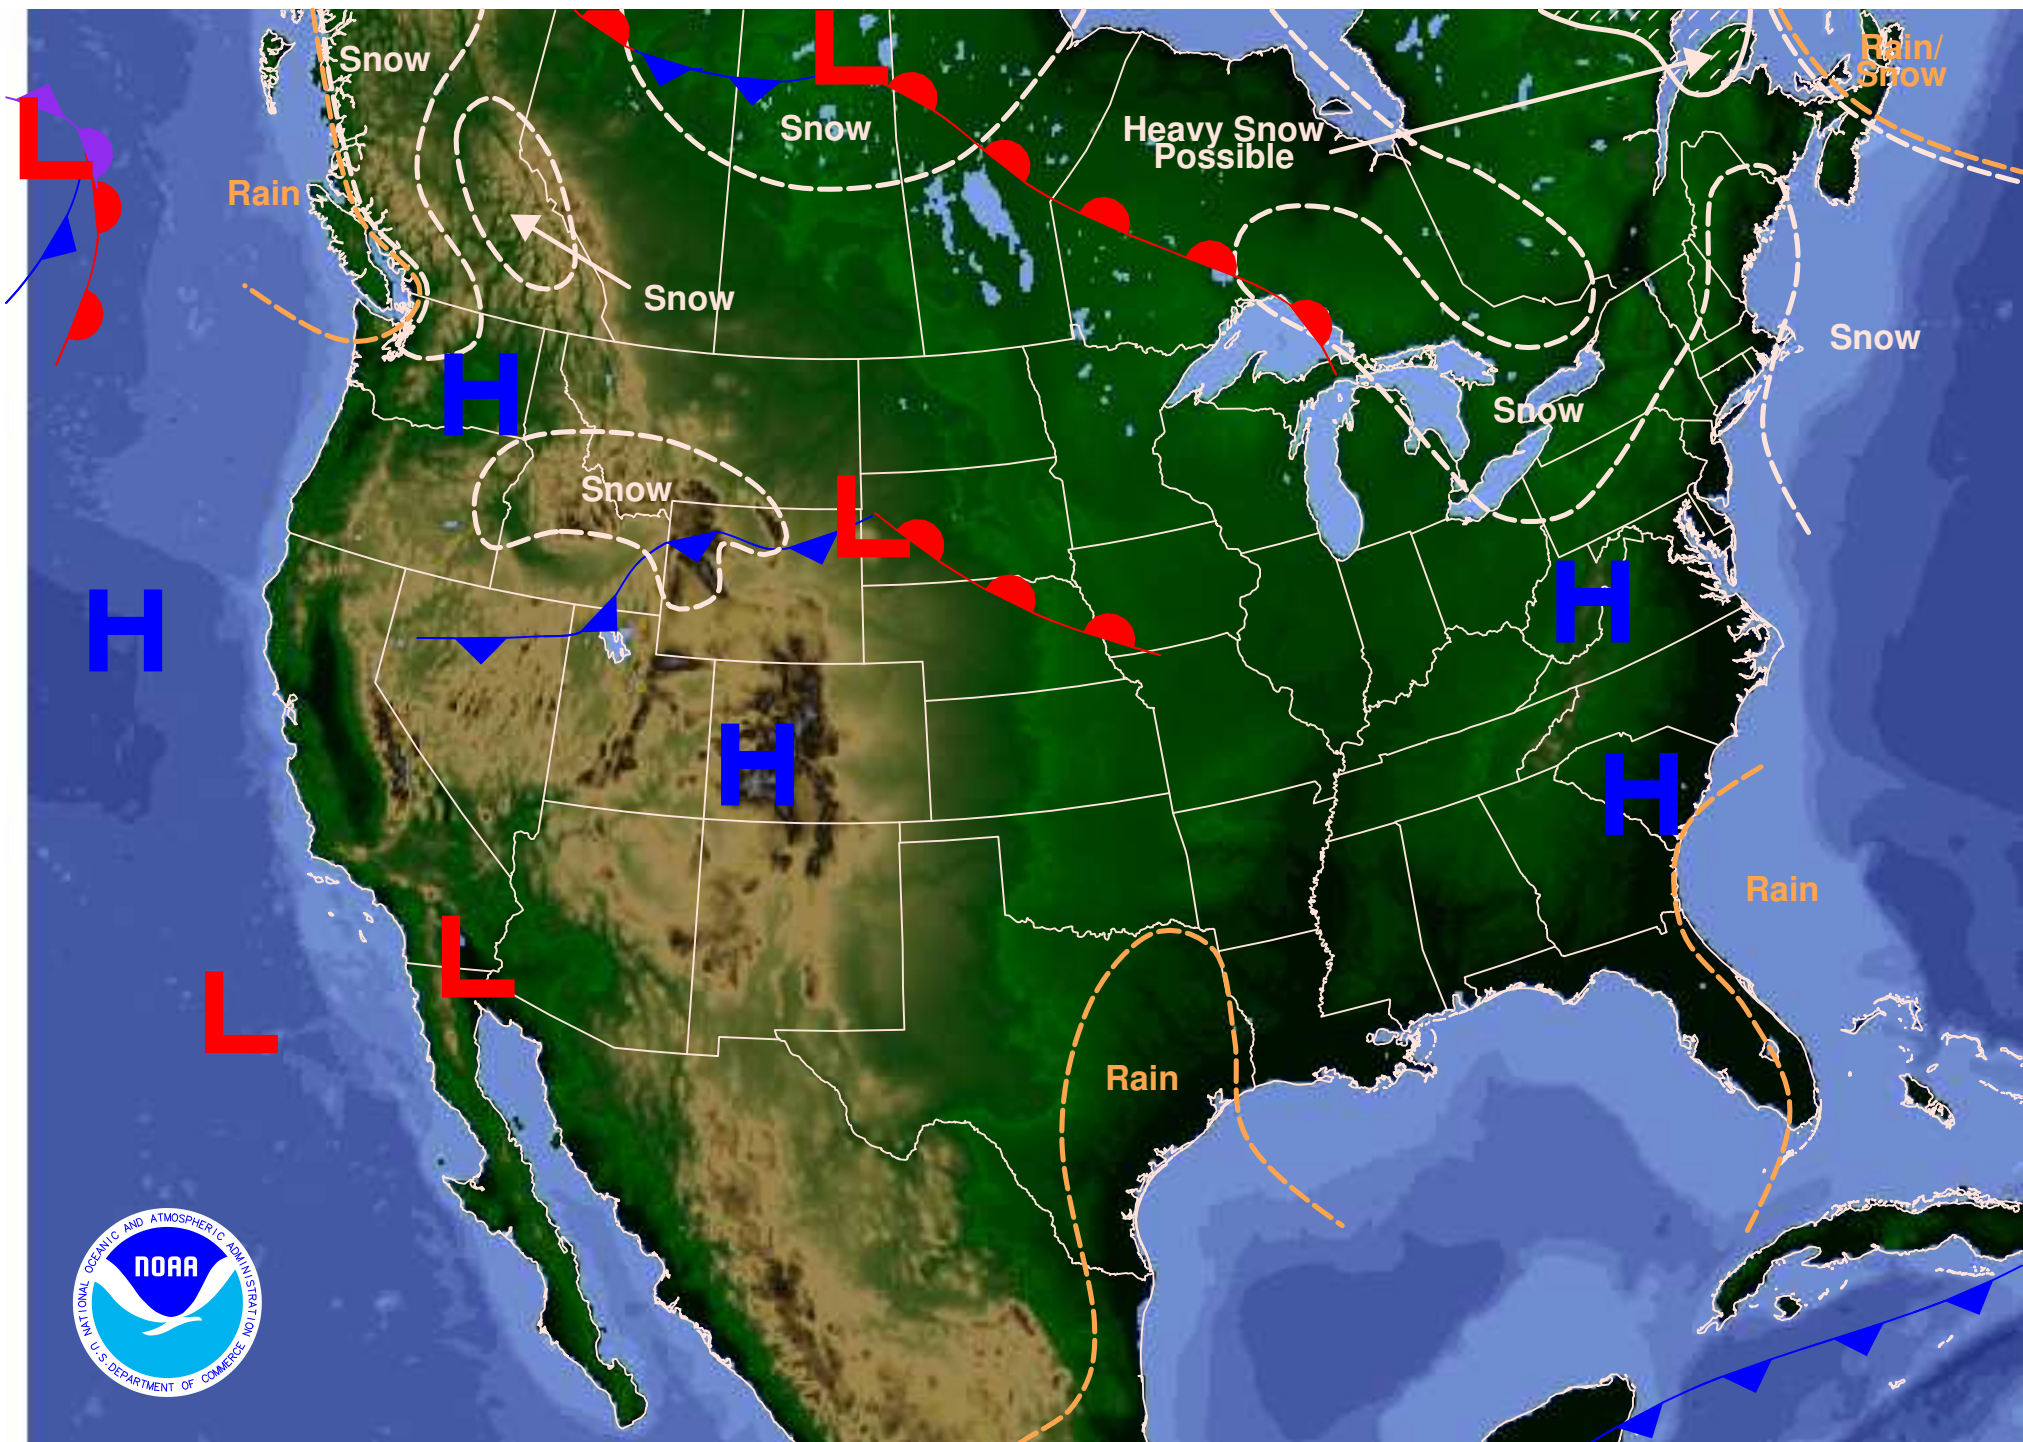 Snow
Rain/
Snow
Snow
Heavy Snow
Possible
Rain
Snow
Snow
Snow
Snow
Rain
Rain
H
H
H
H
H
L
L
L
L
L
NATIONAL OCEANIC AND ATMOSPHERIC ADMINISTRATION
NOAA
U.S. DEPARTMENT OF COMMERCE